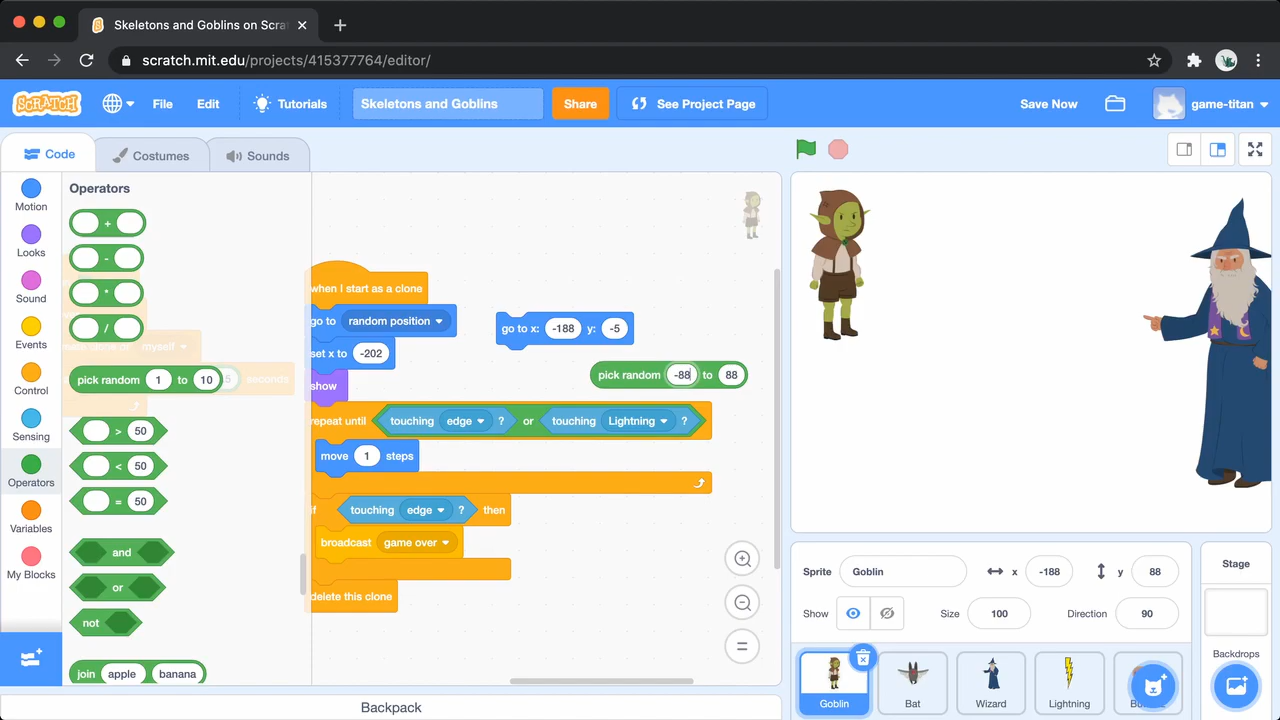 Skeletons and Goblins on Scra
scratch.mit.edu/projects/415377764/editor/
SCRATCH
File
Edit
Tutorials
Skeletons and Goblins
Share
See Project Page
Save Now
game-titan
Code
Costumes
Sounds
Motion
Looks
Sound
Events
Control
Sensing
Operators
Variables
My Blocks
Operators
+
-
*
/
myself
pick random 1 to 10
5 seconds
> 50
< 50
= 50
and
or
not
join apple banana
when I start as a clone
go to random position
set x to -202
show
repeat until touching edge ? or touching Lightning ?
move 1 steps
if touching edge ? then
broadcast game over
delete this clone
go to x: -188 y: -5
pick random -88 to 88
Backpack
Sprite Goblin x -188 y 88
Show Size 100 Direction 90
Goblin
Bat
Wizard
Lightning
Stage
Backdrops